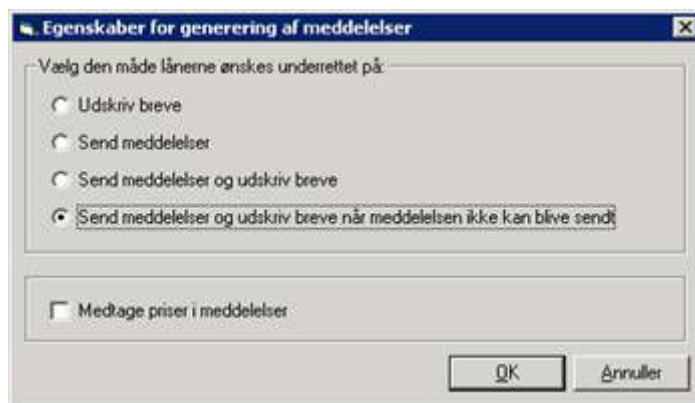 Egenskaber for generering af meddelelser
Vælg den måde lånerne ønskes underrettet på:
Udskriv breve
Send meddelelser
Send meddelelser og udskriv breve
Send meddelelser og udskriv breve når meddelelsen ikke kan blive sendt
Medtage priser i meddelelser
OK Annuller